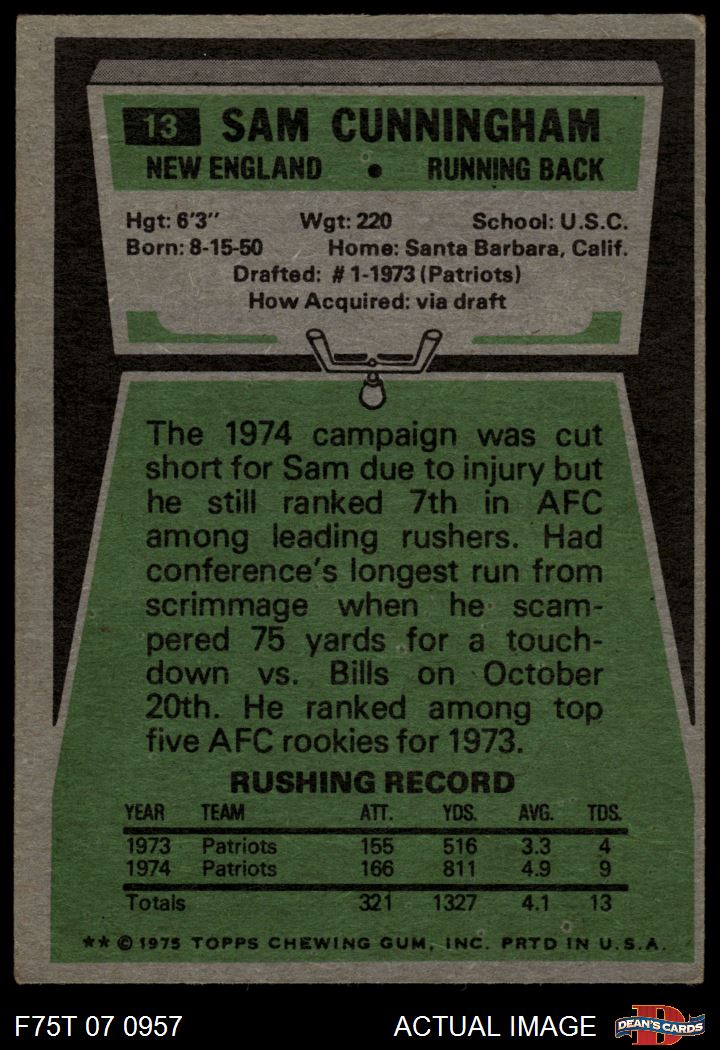 13 SAM CUNNINGHAM
NEW ENGLAND • RUNNING BACK
Hgt: 6'3" Wgt: 220 School: U.S.C.
Born: 8-15-50 Home: Santa Barbara, Calif.
Drafted: #1-1973 (Patriots)
How Acquired: via draft
The 1974 campaign was cut
short for Sam due to injury but
he still ranked 7th in AFC
among leading rushers. Had
conference's longest run from
scrimmage when he scam-
pered 75 yards for a touch-
down vs. Bills on October
20th. He ranked among top
five AFC rookies for 1973.
RUSHING RECORD
YEAR TEAM ATT. YDS. AVG. TDS.
1973 Patriots 155 516 3.3 4
1974 Patriots 166 811 4.9 9
Totals 321 1327 4.1 13
** © 1975 TOPPS CHEWING GUM, INC. PRTD IN U.S.A.
F75T 07 0957 ACTUAL IMAGE D DEAN'S CARDS